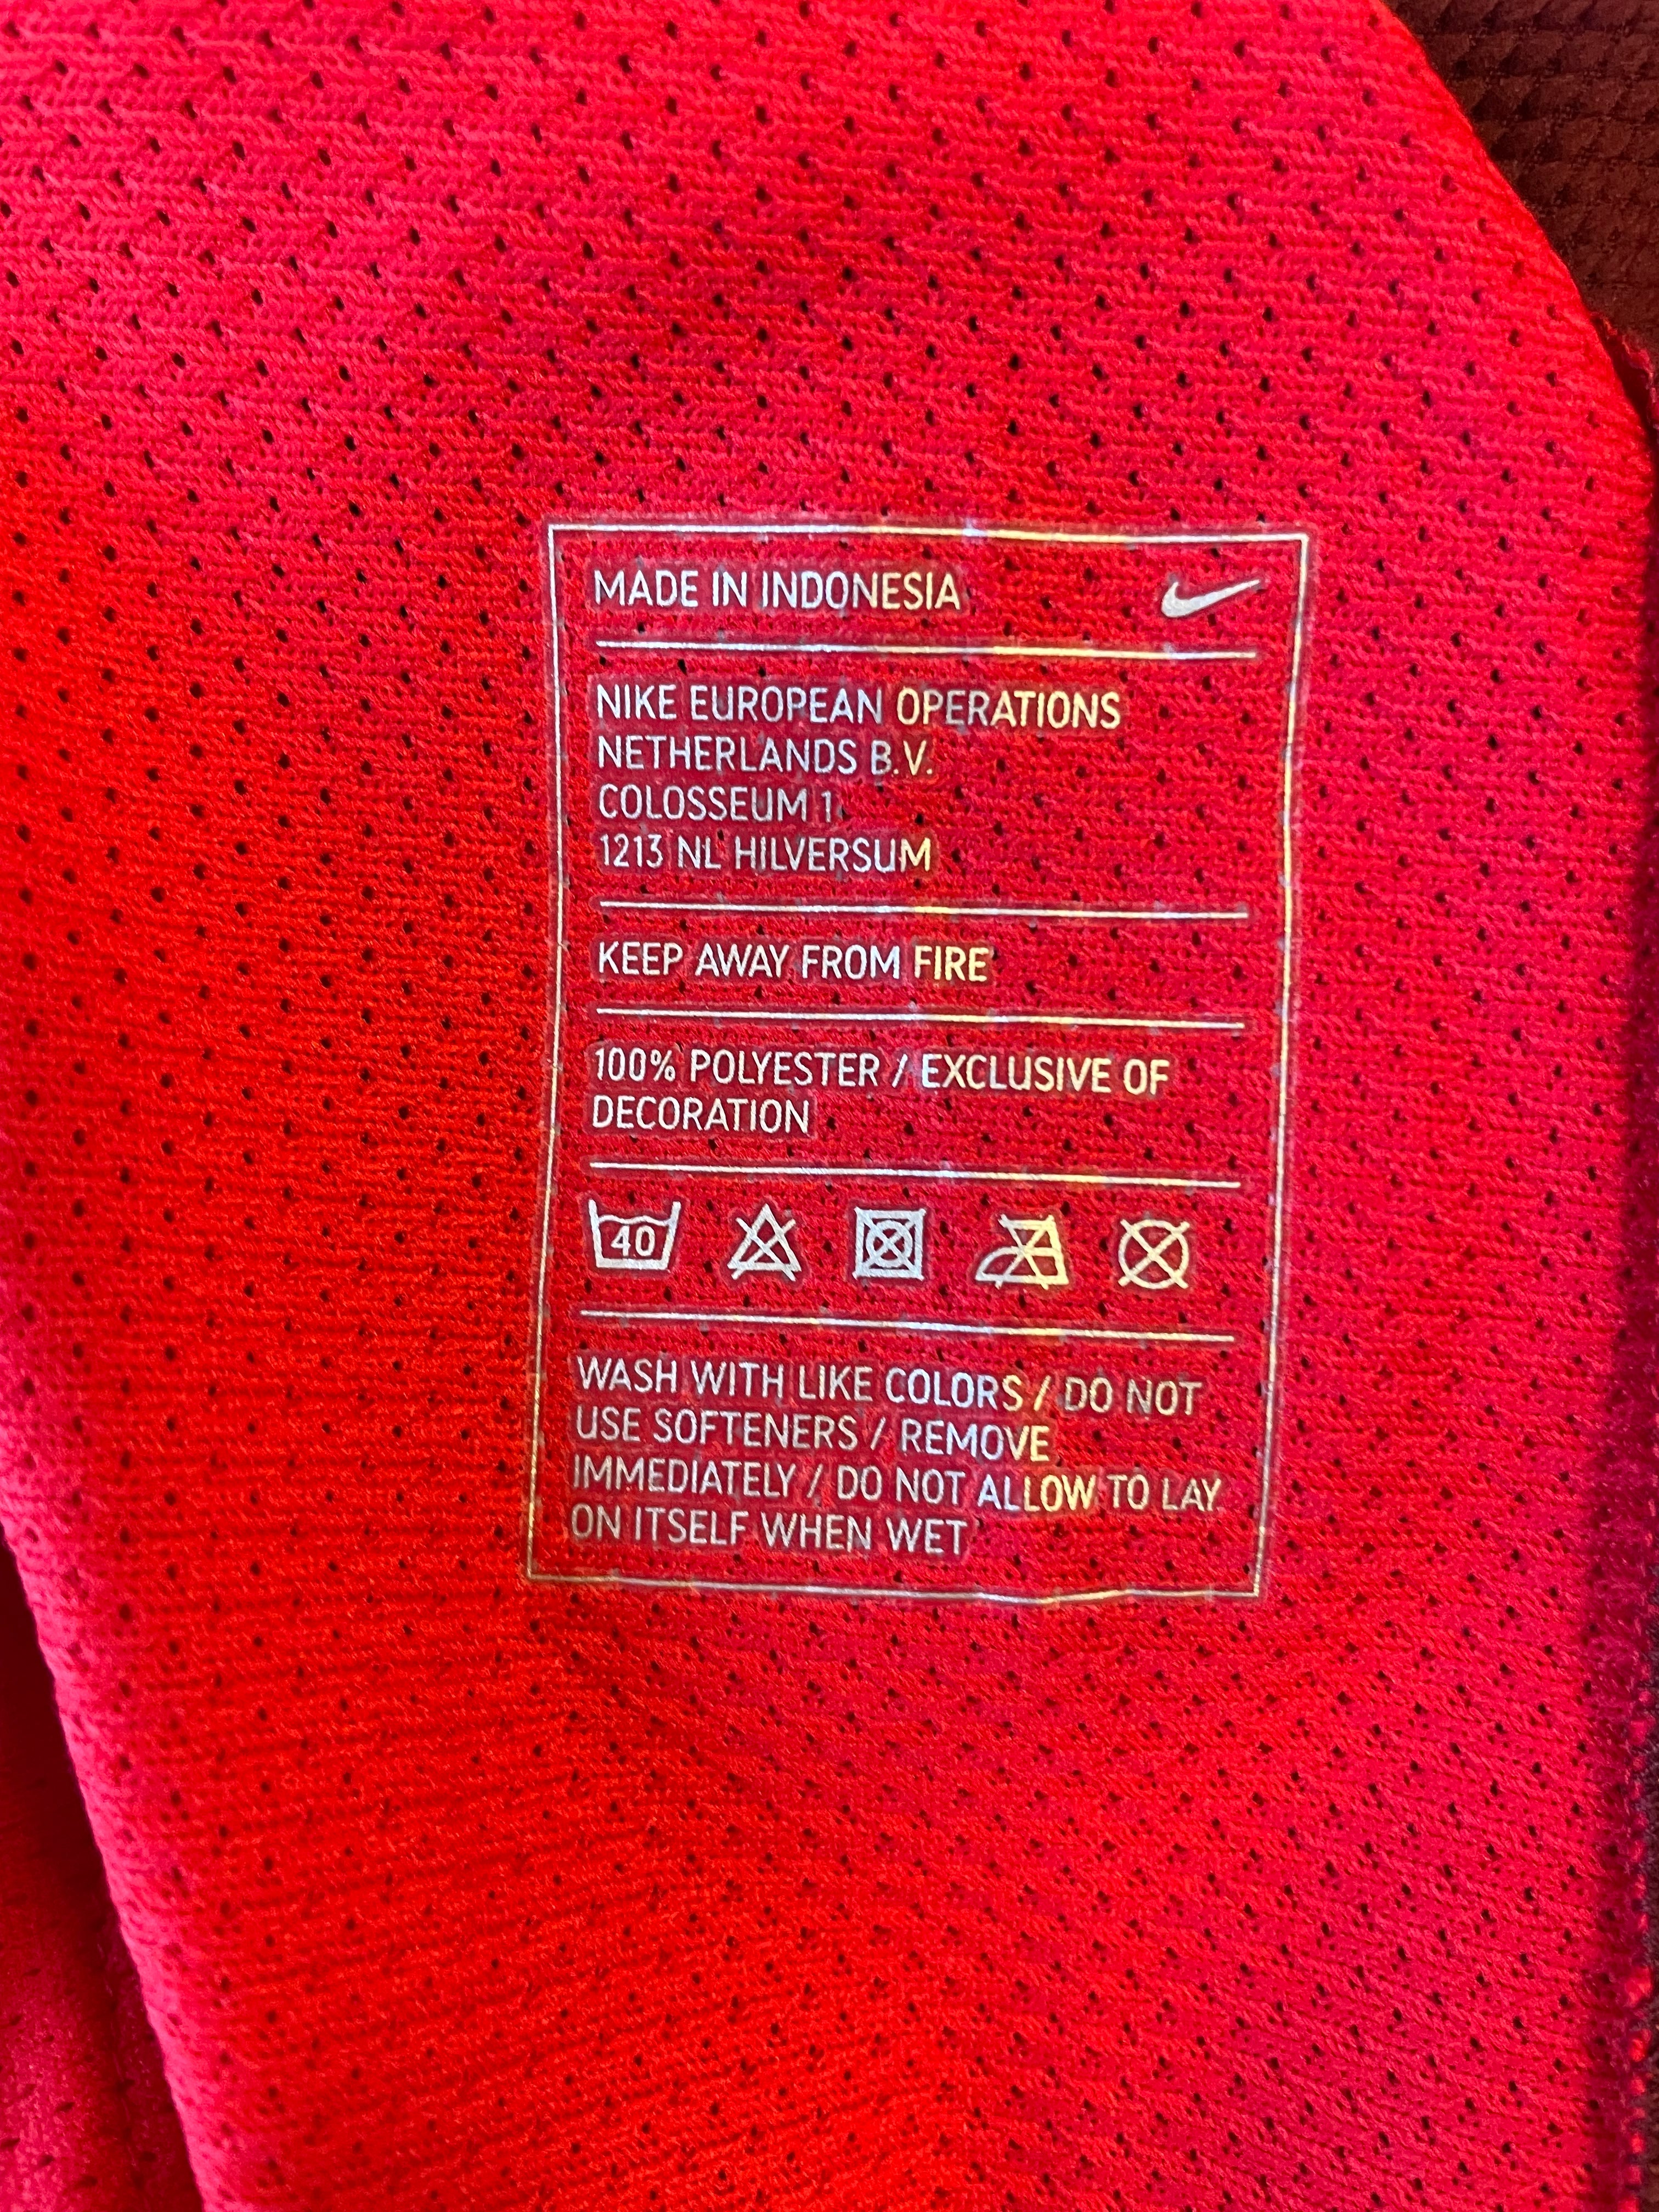 MADE IN INDONESIA
NIKE EUROPEAN OPERATIONS
NETHERLANDS B.V.
COLOSSEUM 1
1213 NL HILVERSUM
KEEP AWAY FROM FIRE
100% POLYESTER / EXCLUSIVE OF
DECORATION
40
WASH WITH LIKE COLORS / DO NOT
USE SOFTENERS / REMOVE
IMMEDIATELY / DO NOT ALLOW TO LAY
ON ITSELF WHEN WET